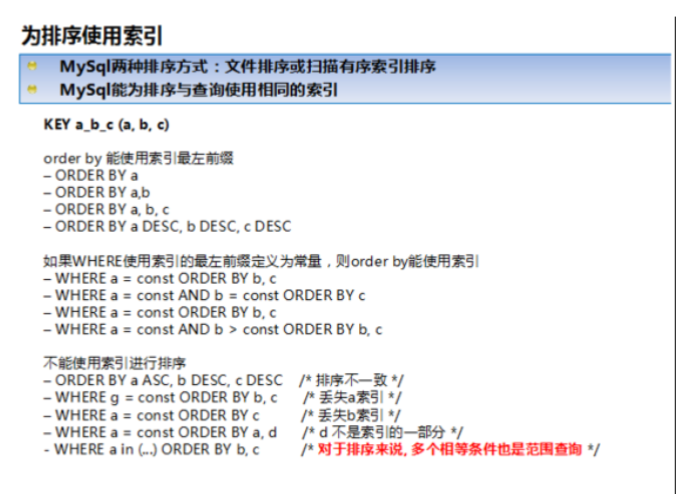 为排序使用索引
MySql两种排序方式：文件排序或扫描有序索引排序
MySql能为排序与查询使用相同的索引
KEY a_b_c (a, b, c)
order by 能使用索引最左前缀
– ORDER BY a
– ORDER BY a,b
– ORDER BY a, b, c
– ORDER BY a DESC, b DESC, c DESC
如果WHERE使用索引的最左前缀定义为常量，则order by能使用索引
– WHERE a = const ORDER BY b, c
– WHERE a = const AND b = const ORDER BY c
– WHERE a = const ORDER BY b, c
– WHERE a = const AND b > const ORDER BY b, c
不能使用索引进行排序
– ORDER BY a ASC, b DESC, c DESC /* 排序不一致 */
– WHERE g = const ORDER BY b, c /* 丢失a索引 */
– WHERE a = const ORDER BY c /* 丢失b索引 */
– WHERE a = const ORDER BY a, d /* d 不是索引的一部分 */
- WHERE a in (...) ORDER BY b, c /* 对于排序来说, 多个相等条件也是范围查询 */